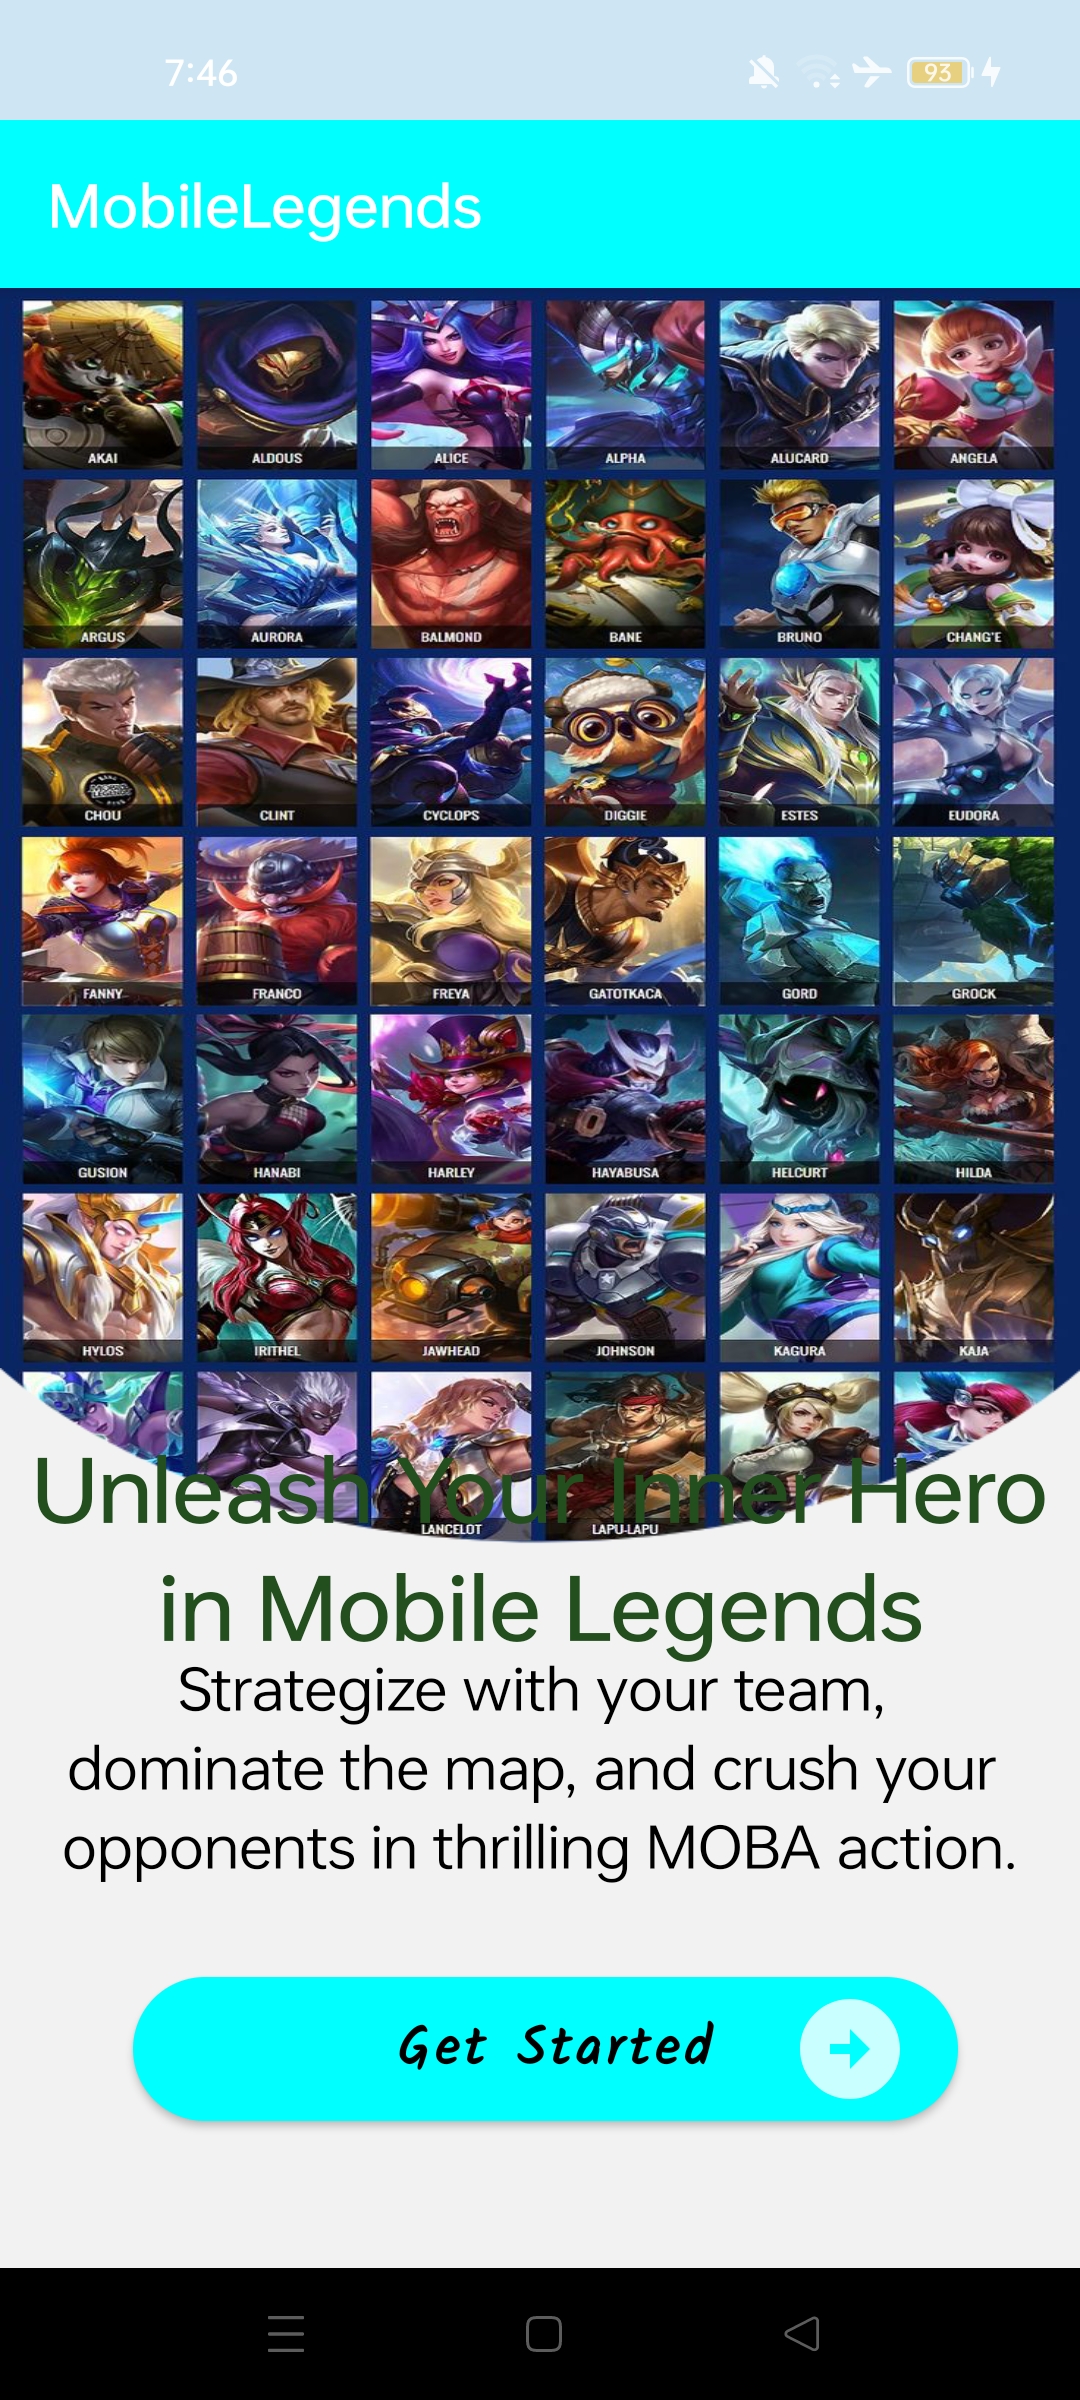 7:46
93
MobileLegends
AKAI ALDOUS ALICE ALPHA ALUCARD ANGELA
ARGUS AURORA BALMOND BANE BRUNO CHANG'E
CHOU CLINT CYCLOPS DIGGIE ESTES EUDORA
FANNY FRANCO FREYA GATOTKACA GORD GROCK
GUSION HANABI HARLEY HAYABUSA HELCURT HILDA
HYLOS IRITHEL JAWHEAD JOHNSON KAGURA KAJA
Unleash Your Inner Hero
LANCELOT LAPU-LAPU
in Mobile Legends
Strategize with your team,
dominate the map, and crush your
opponents in thrilling MOBA action.
Get Started